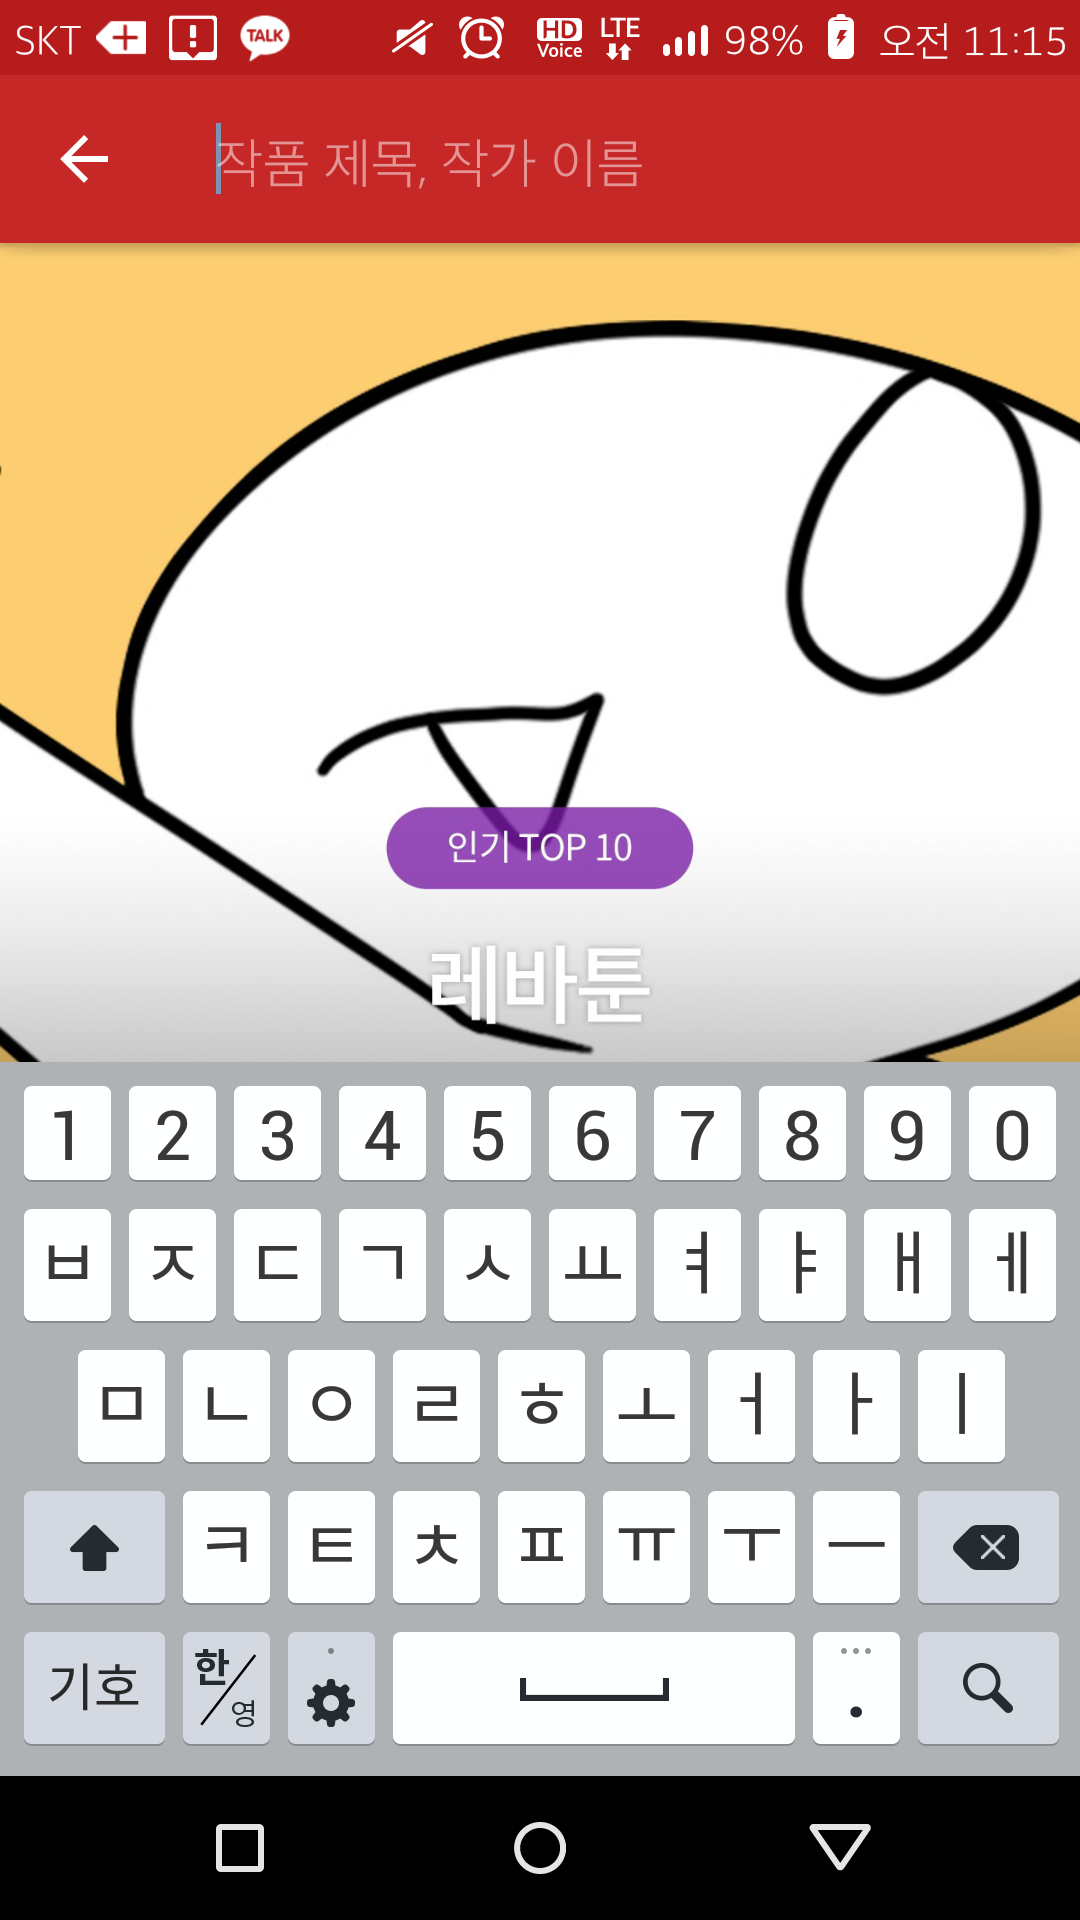 SKT TALK HD Voice LTE 98% 오전 11:15
작품 제목, 작가 이름
인기 TOP 10
레바툰
1 2 3 4 5 6 7 8 9 0
ㅂ ㅈ ㄷ ㄱ ㅅ ㅛ ㅕ ㅑ ㅐ ㅔ
ㅁ ㄴ ㅇ ㄹ ㅎ ㅗ ㅓ ㅏ ㅣ
ㅋ ㅌ ㅊ ㅍ ㅠ ㅜ ㅡ
기호 한/영 .